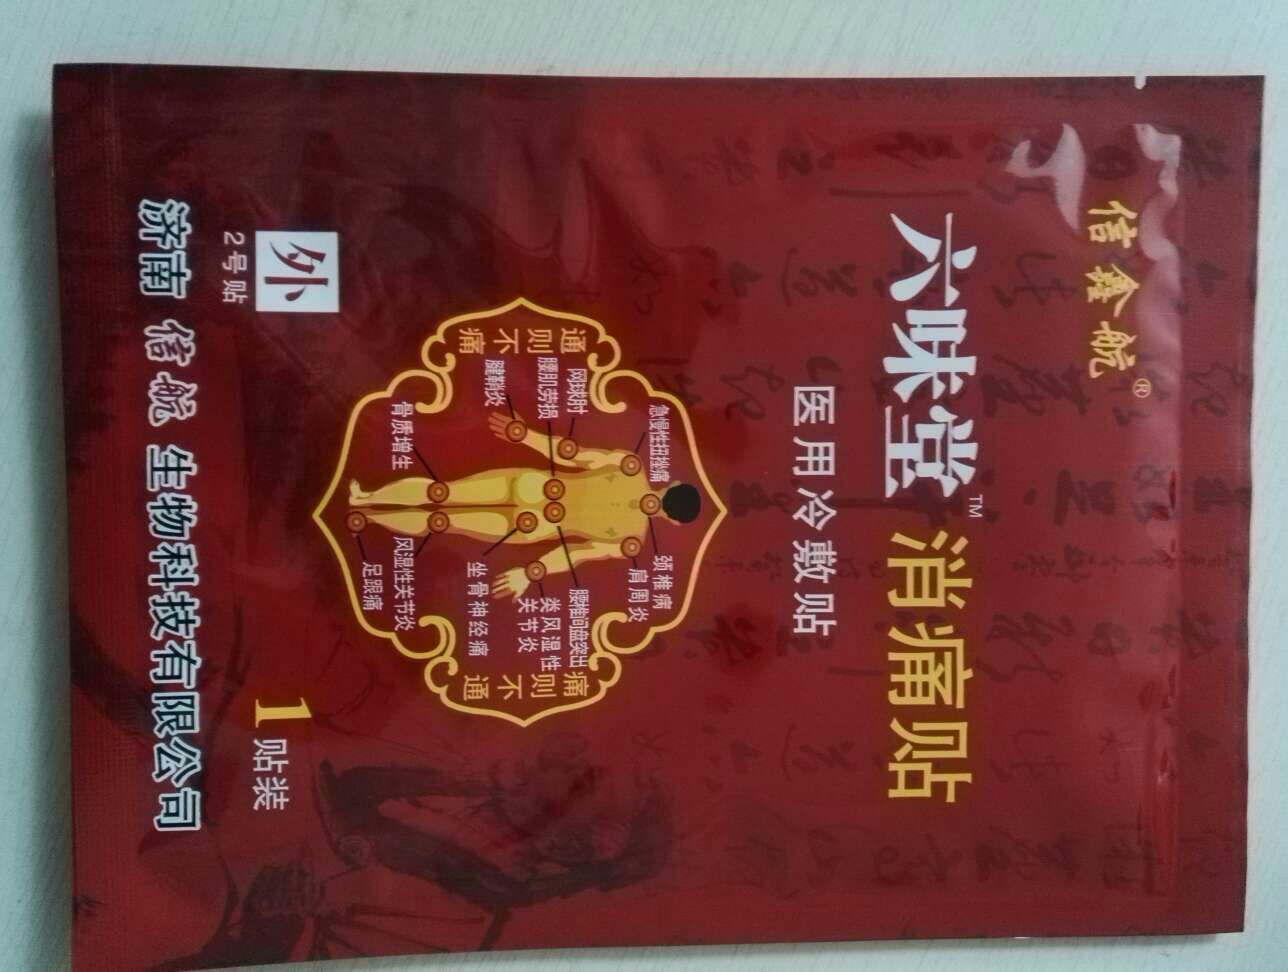 信鑫航®
六味堂™消痛贴
医用冷敷贴
急慢性扭挫痛
颈椎病
肩周炎
网球肘
腰肌劳损
腱鞘炎
腰椎间盘突出
类风湿性
关节炎
通则不痛
痛则不通
坐骨神经痛
骨质增生
风湿性关节炎
足跟痛
外
2号贴
1贴装
济南信航生物科技有限公司